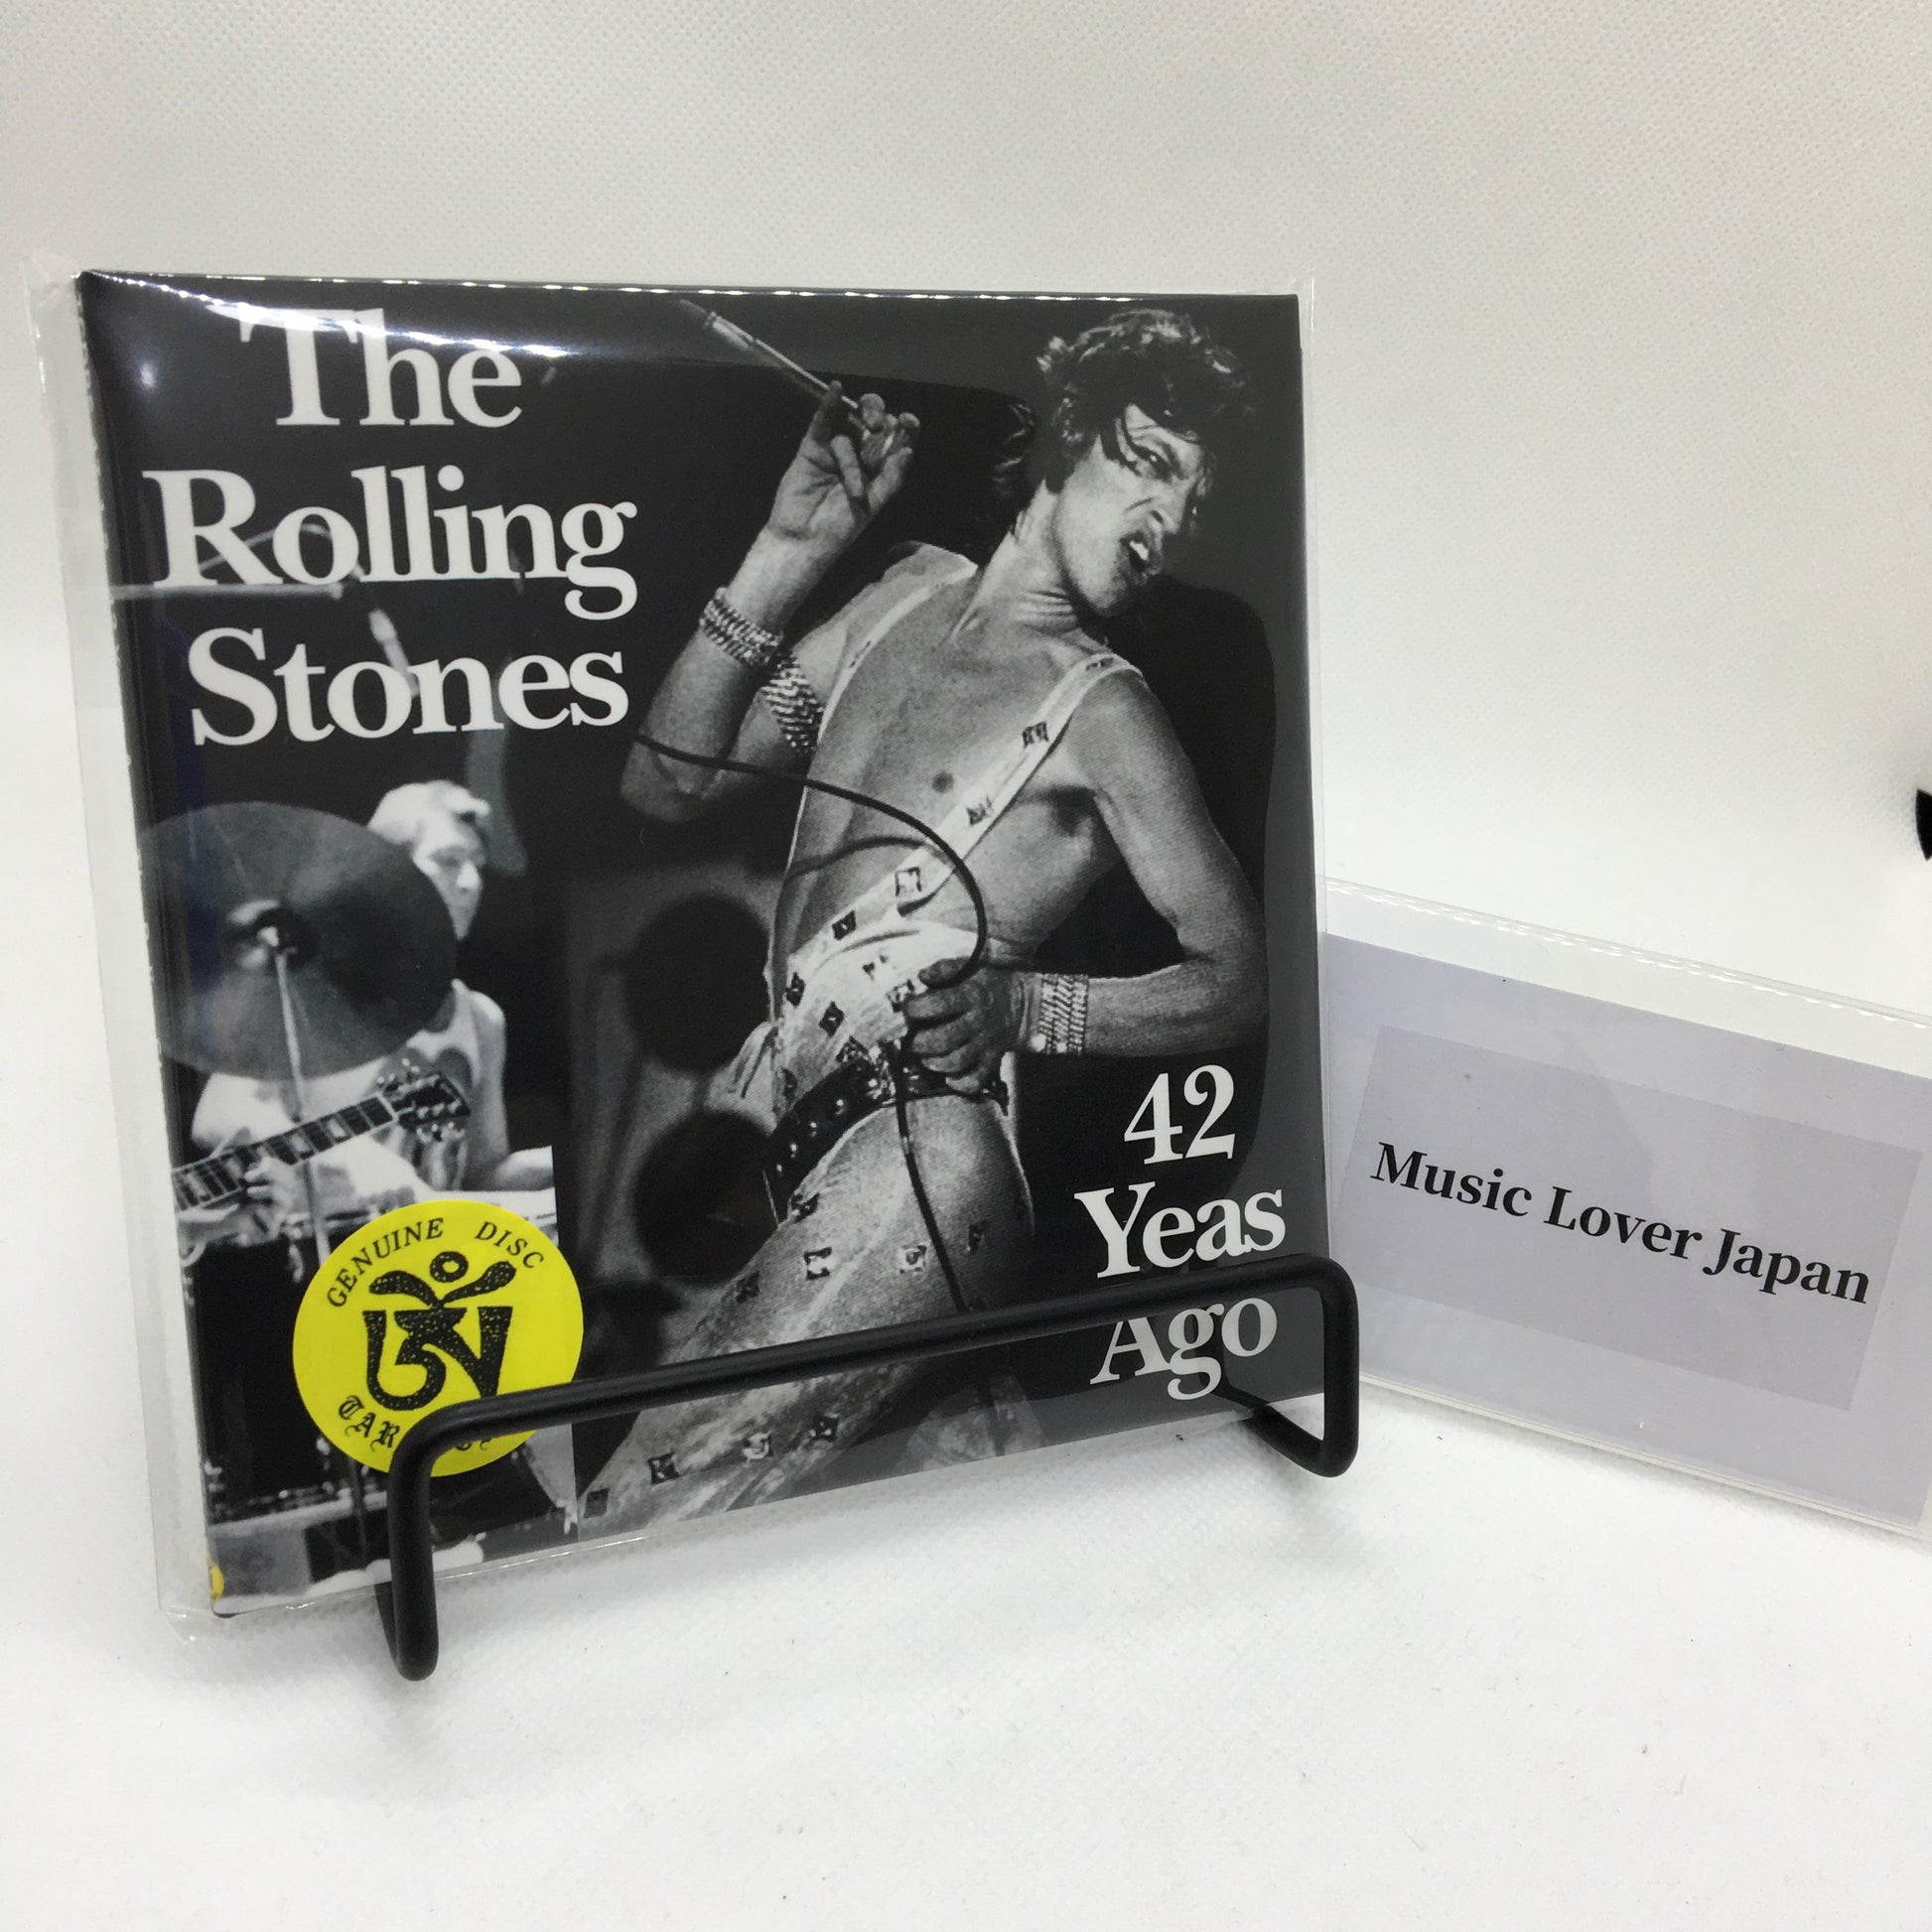 The
Rolling
Stones
42
Yeas
Ago
GENUINE DISC
Music Lover Japan